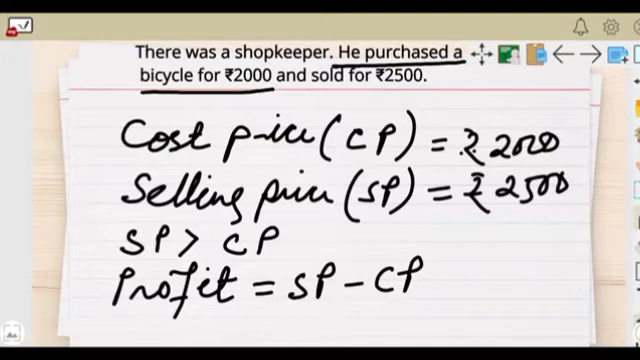 There was a shopkeeper. He purchased a
bicycle for ₹2000 and sold for ₹2500.
Cost price (CP) = ₹2000
Selling price (SP) = ₹2500
SP > CP
Profit = SP - CP